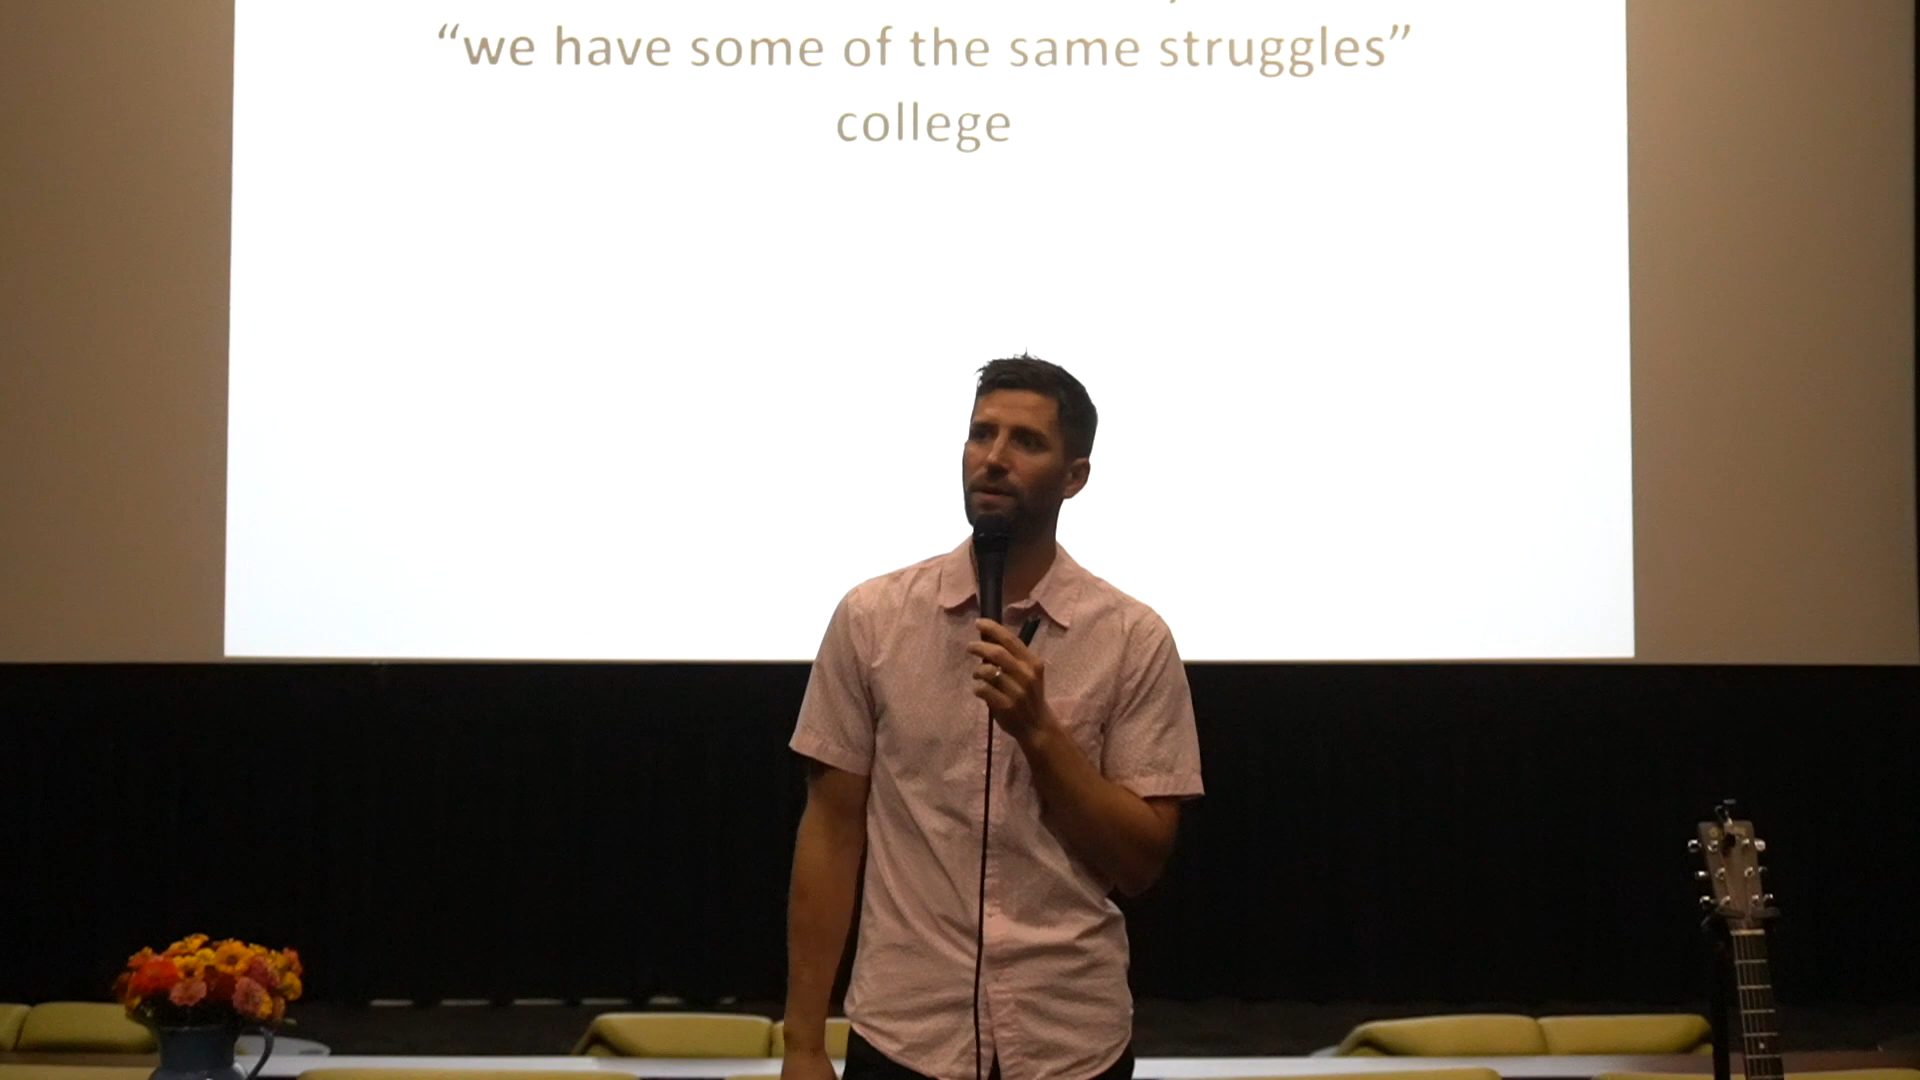 “we have some of the same struggles”
college